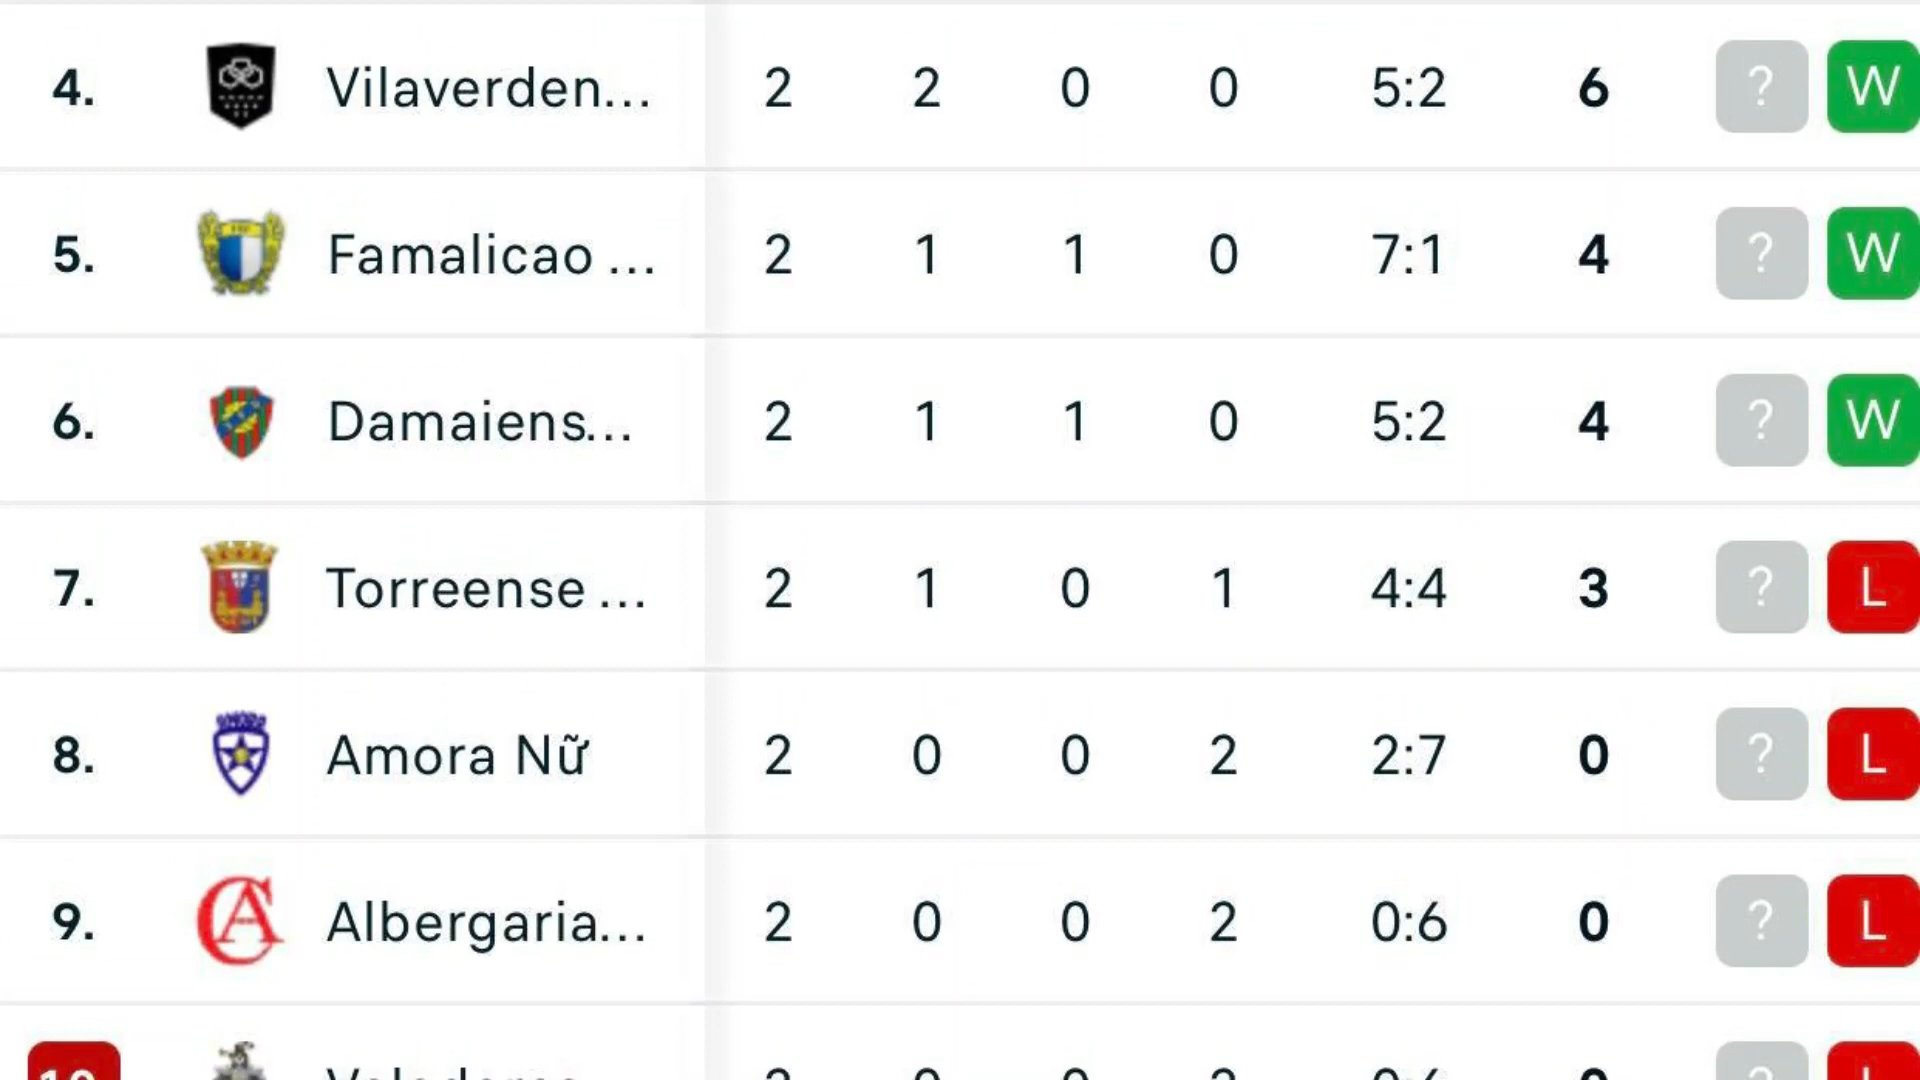 4. Vilaverden... 2 2 0 0 5:2 6 ? W
5. Famalicao ... 2 1 1 0 7:1 4 ? W
6. Damaiens... 2 1 1 0 5:2 4 ? W
7. Torreense ... 2 1 0 1 4:4 3 ? L
8. Amora Nữ 2 0 0 2 2:7 0 ? L
9. Albergaria... 2 0 0 2 0:6 0 ? L